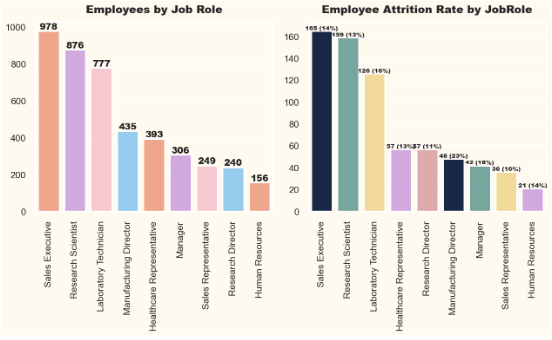 Employees by Job Role
978
876
777
435
393
306
249
240
156
1000
800
600
400
200
0
Sales Executive
Research Scientist
Laboratory Technician
Manufacturing Director
Healthcare Representative
Manager
Sales Representative
Research Director
Human Resources
Employee Attrition Rate by JobRole
165 (14%)
159 (13%)
126 (16%)
57 (13%)
57 (11%)
48 (23%)
42 (18%)
36 (16%)
21 (14%)
160
140
120
100
80
60
40
20
0
Sales Executive
Research Scientist
Laboratory Technician
Healthcare Representative
Research Director
Manufacturing Director
Manager
Sales Representative
Human Resources